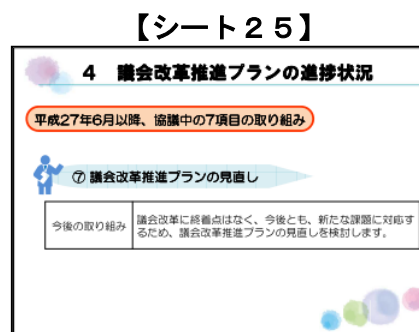 【シート２５】
４　議会改革推進プランの進捗状況
平成27年6月以降、協議中の7項目の取り組み
⑦ 議会改革推進プランの見直し
今後の取り組み
議会改革に終着点はなく、今後とも、新たな課題に対応す
るため、議会改革推進プランの見直しを検討します。